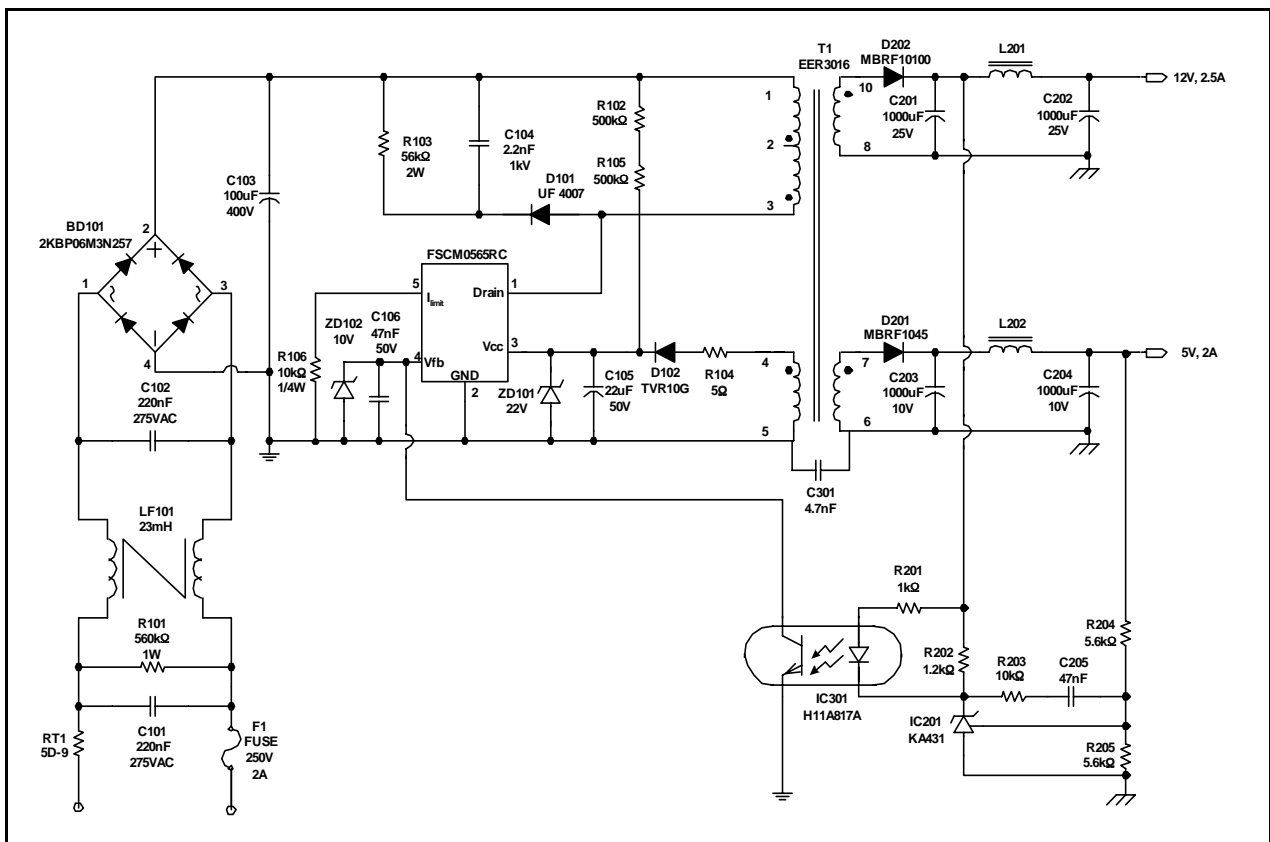 T1
EER3016
D202
MBRF10100
L201
12V, 2.5A
1
10
C201
1000uF
25V
C202
1000uF
25V
R102
500kΩ
R103
56kΩ
2W
C104
2.2nF
1kV
2
8
R105
500kΩ
D101
UF 4007
3
C103
100uF
400V
BD101
2KBP06M3N257
2
1
3
4
FSCM0565RC
5
Ilimit
Drain
1
ZD102
10V
C106
47nF
50V
4
Vfb
Vcc
3
GND
2
R106
10kΩ
1/4W
D102
TVR10G
R104
5Ω
4
7
D201
MBRF1045
L202
5V, 2A
ZD101
22V
C105
22uF
50V
C203
1000uF
10V
C204
1000uF
10V
5
6
C102
220nF
275VAC
C301
4.7nF
LF101
23mH
R101
560kΩ
1W
R201
1kΩ
R204
5.6kΩ
R202
1.2kΩ
R203
10kΩ
C205
47nF
IC301
H11A817A
IC201
KA431
R205
5.6kΩ
RT1
5D-9
C101
220nF
275VAC
F1
FUSE
250V
2A